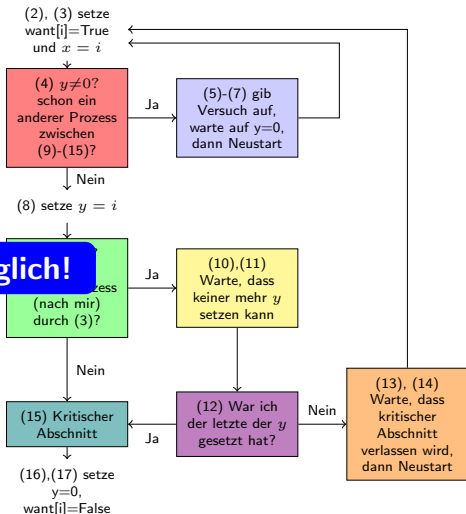 (2), (3) setze
want[i]=True
und x = i
(4) y≠0?
schon ein
anderer Prozess
zwischen
(9)-(15)?
Ja
(5)-(7) gib
Versuch auf,
warte auf y=0,
dann Neustart
Nein
(8) setze y = i
glich!
zess
(nach mir)
durch (3)?
Ja
(10),(11)
Warte, dass
keiner mehr y
setzen kann
Nein
(15) Kritischer
Abschnitt
Ja
(12) War ich
der letzte der y
gesetzt hat?
Nein
(13), (14)
Warte, dass
kritischer
Abschnitt
verlassen wird,
dann Neustart
(16),(17) setze
y=0,
want[i]=False